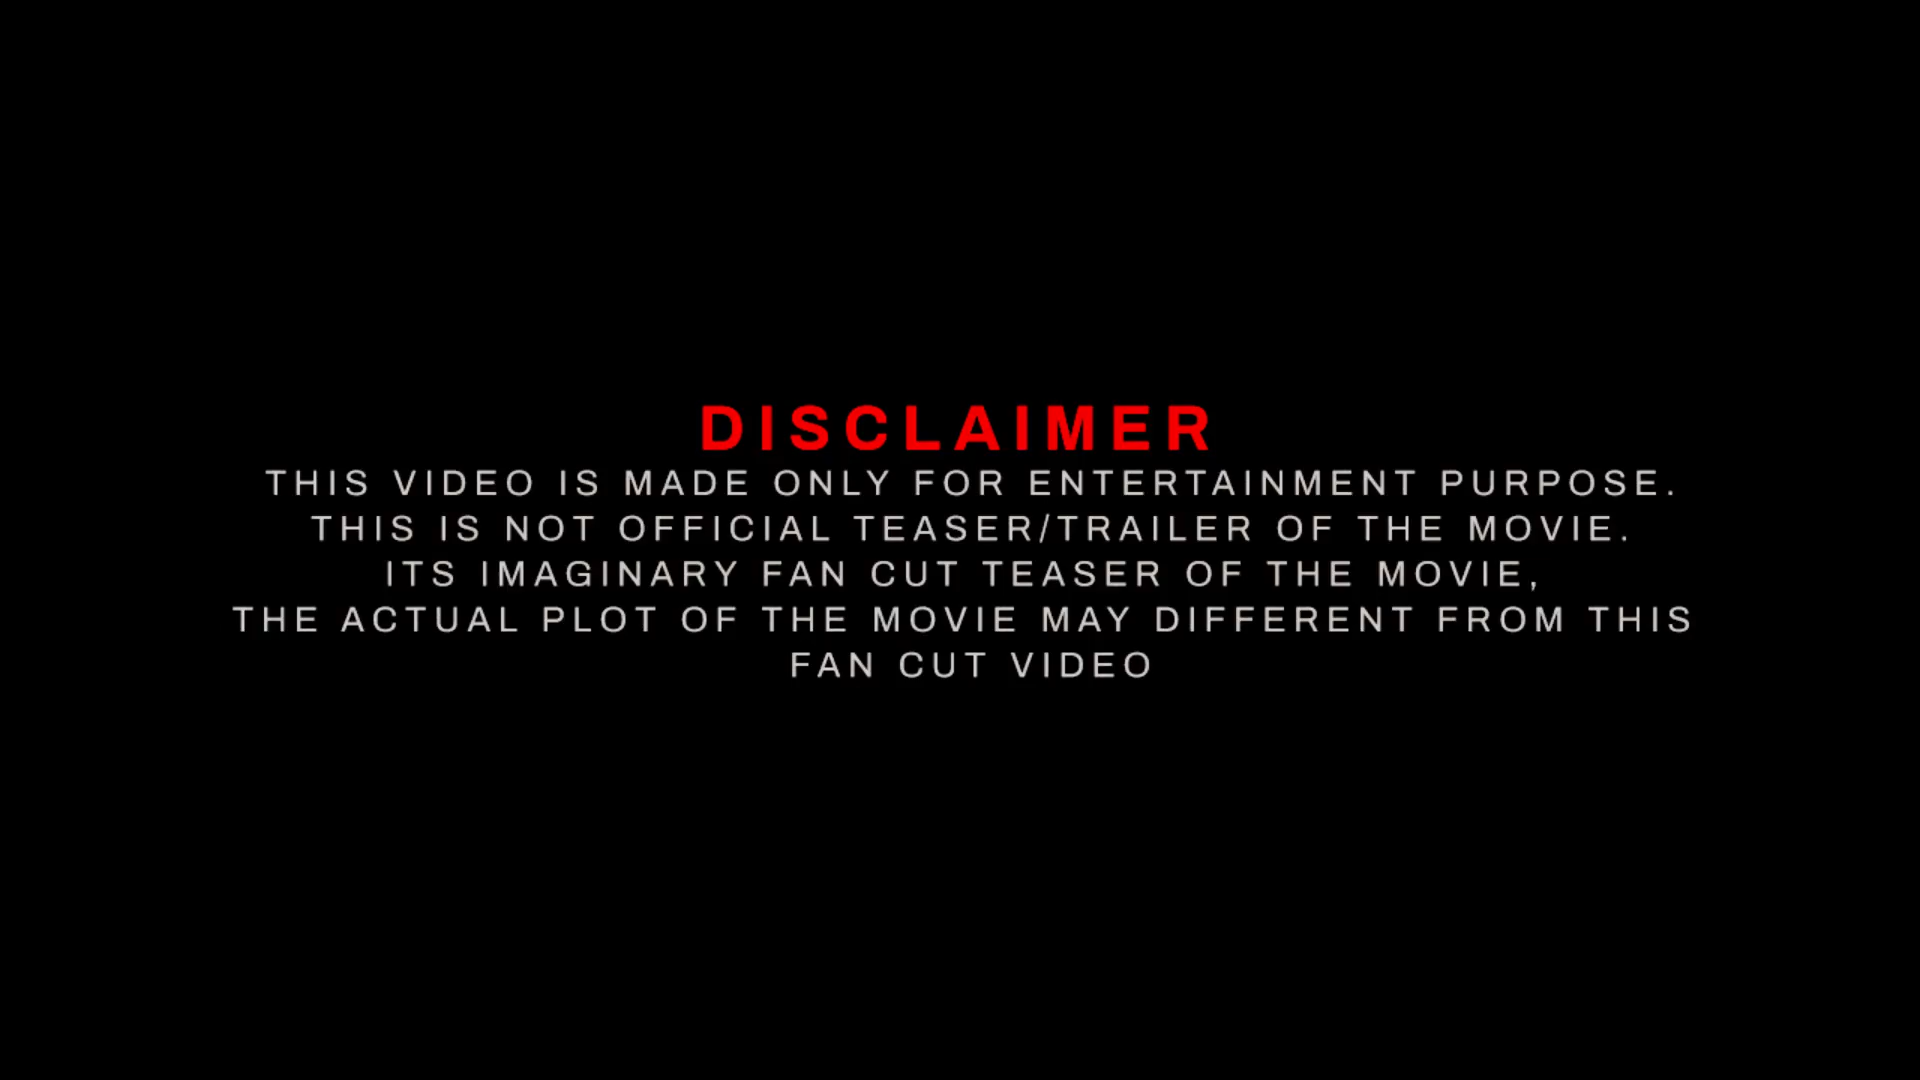 DISCLAIMER
THIS VIDEO IS MADE ONLY FOR ENTERTAINMENT PURPOSE.
THIS IS NOT OFFICIAL TEASER/TRAILER OF THE MOVIE.
ITS IMAGINARY FAN CUT TEASER OF THE MOVIE,
THE ACTUAL PLOT OF THE MOVIE MAY DIFFERENT FROM THIS
FAN CUT VIDEO